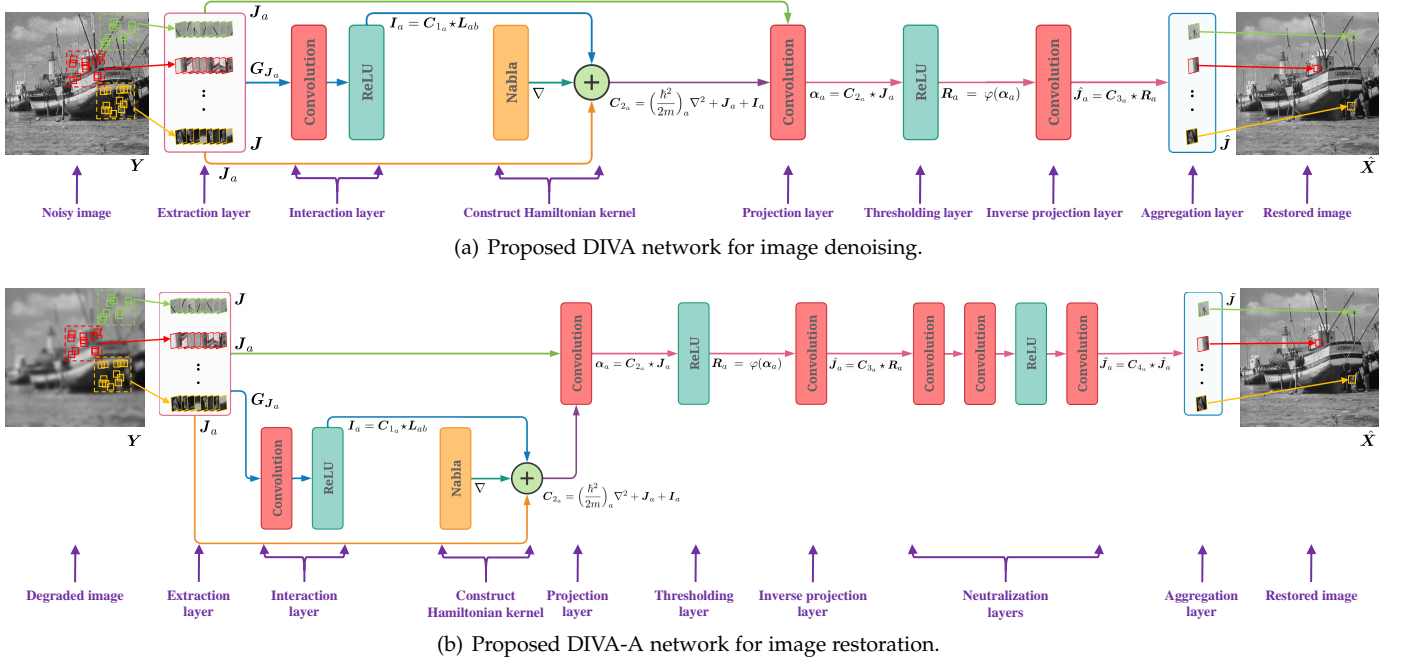 J_a
I_a = C_{1_a} ⋆ L_{ab}
G_{J_a}
Convolution
ReLU
Nabla
∇
+
C_{2_a} = (ħ²/2m)_a ∇² + J_a + I_a
Convolution
α_a = C_{2_a} ⋆ J_a
ReLU
R_a = φ(α_a)
Convolution
Ĵ_a = C_{3_a} ⋆ R_a
J
Ĵ
Y
J_a
X̂
Noisy image
Extraction layer
Interaction layer
Construct Hamiltonian kernel
Projection layer
Thresholding layer
Inverse projection layer
Aggregation layer
Restored image
(a) Proposed DIVA network for image denoising.
J
Convolution
α_a = C_{2_a} ⋆ J_a
ReLU
R_a = φ(α_a)
Convolution
Ĵ_a = C_{3_a} ⋆ R_a
Convolution
Convolution
ReLU
Convolution
J̃_a = C_{4_a} ⋆ Ĵ_a
J̃
G_{J_a}
Y
J_a
I_a = C_{1_a} ⋆ L_{ab}
X̂
Convolution
ReLU
Nabla
∇
+
C_{2_a} = (ħ²/2m)_a ∇² + J_a + I_a
Degraded image
Extraction
layer
Interaction
layer
Construct
Hamiltonian kernel
Projection
layer
Thresholding
layer
Inverse projection layer
Neutralization
layers
Aggregation
layer
Restored image
(b) Proposed DIVA-A network for image restoration.